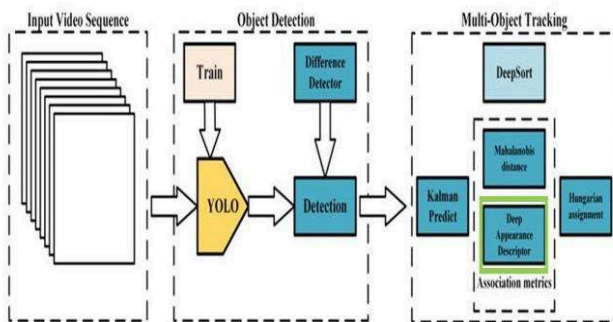 Input Video Sequence
Object Detection
Multi-Object Tracking
Train
Difference
Detector
YOLO
Detection
DeepSort
Kalman
Predict
Mahalanobis
distance
Deep
Appearance
Descriptor
Association metrics
Hungarian
assignment